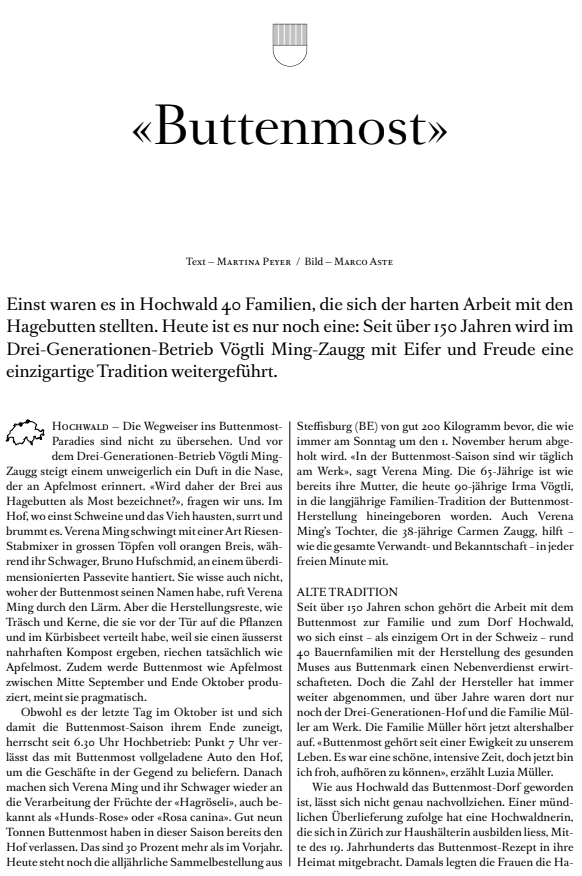 «Buttenmost»
Text – Martina Peyer / Bild – Marco Aste
Einst waren es in Hochwald 40 Familien, die sich der harten Arbeit mit den
Hagebutten stellten. Heute ist es nur noch eine: Seit über 150 Jahren wird im
Drei-Generationen-Betrieb Vögtli Ming-Zaugg mit Eifer und Freude eine
einzigartige Tradition weitergeführt.
Hochwald – Die Wegweiser ins Buttenmost-
Paradies sind nicht zu übersehen. Und vor
dem Drei-Generationen-Betrieb Vögtli Ming-
Zaugg steigt einem unweigerlich ein Duft in die Nase,
der an Apfelmost erinnert. «Wird daher der Brei aus
Hagebutten als Most bezeichnet?», fragen wir uns. Im
Hof, wo einst Schweine und das Vieh hausten, surrt und
brummt es. Verena Ming schwingt mit einer Art Riesen-
Stabmixer in grossen Töpfen voll orangen Breis, wäh-
rend ihr Schwager, Bruno Hufschmid, an einem überdi-
mensionierten Passevite hantiert. Sie wisse auch nicht,
woher der Buttenmost seinen Namen habe, ruft Verena
Ming durch den Lärm. Aber die Herstellungsreste, wie
Träsch und Kerne, die sie vor der Tür auf die Pflanzen
und im Kürbisbeet verteilt habe, weil sie einen äusserst
nahrhaften Kompost ergeben, riechen tatsächlich wie
Apfelmost. Zudem werde Buttenmost wie Apfelmost
zwischen Mitte September und Ende Oktober produ-
ziert, meint sie pragmatisch.
Obwohl es der letzte Tag im Oktober ist und sich
damit die Buttenmost-Saison ihrem Ende zuneigt,
herrscht seit 6.30 Uhr Hochbetrieb: Punkt 7 Uhr ver-
lässt das mit Buttenmost vollgeladene Auto den Hof,
um die Geschäfte in der Gegend zu beliefern. Danach
machen sich Verena Ming und ihr Schwager wieder an
die Verarbeitung der Früchte der «Hagröseli», auch be-
kannt als «Hunds-Rose» oder «Rosa canina». Gut neun
Tonnen Buttenmost haben in dieser Saison bereits den
Hof verlassen. Das sind 30 Prozent mehr als im Vorjahr.
Heute steht noch die alljährliche Sammelbestellung aus
Steffisburg (BE) von gut 200 Kilogramm bevor, die wie
immer am Sonntag um den 1. November herum abge-
holt wird. «In der Buttenmost-Saison sind wir täglich
am Werk», sagt Verena Ming. Die 65-Jährige ist wie
bereits ihre Mutter, die heute 90-jährige Irma Vögtli,
in die langjährige Familien-Tradition der Buttenmost-
Herstellung hineingeboren worden. Auch Verena
Ming's Tochter, die 38-jährige Carmen Zaugg, hilft –
wie die gesamte Verwandt- und Bekanntschaft – in jeder
freien Minute mit.
ALTE TRADITION
Seit über 150 Jahren schon gehört die Arbeit mit dem
Buttenmost zur Familie und zum Dorf Hochwald,
wo sich einst – als einzigem Ort in der Schweiz – rund
40 Bauernfamilien mit der Herstellung des gesunden
Muses aus Buttenmark einen Nebenverdienst erwirt-
schafteten. Doch die Zahl der Hersteller hat immer
weiter abgenommen, und über Jahre waren dort nur
noch der Drei-Generationen-Hof und die Familie Mül-
ler am Werk. Die Familie Müller hört jetzt altershalber
auf. «Buttenmost gehört seit einer Ewigkeit zu unserem
Leben. Es war eine schöne, intensive Zeit, doch jetzt bin
ich froh, aufhören zu können», erzählt Luzia Müller.
Wie aus Hochwald das Buttenmost-Dorf geworden
ist, lässt sich nicht genau nachvollziehen. Einer münd-
lichen Überlieferung zufolge hat eine Hochwaldnerin,
die sich in Zürich zur Haushälterin ausbilden liess, Mit-
te des 19. Jahrhunderts das Buttenmost-Rezept in ihre
Heimat mitgebracht. Damals legten die Frauen die Ha-